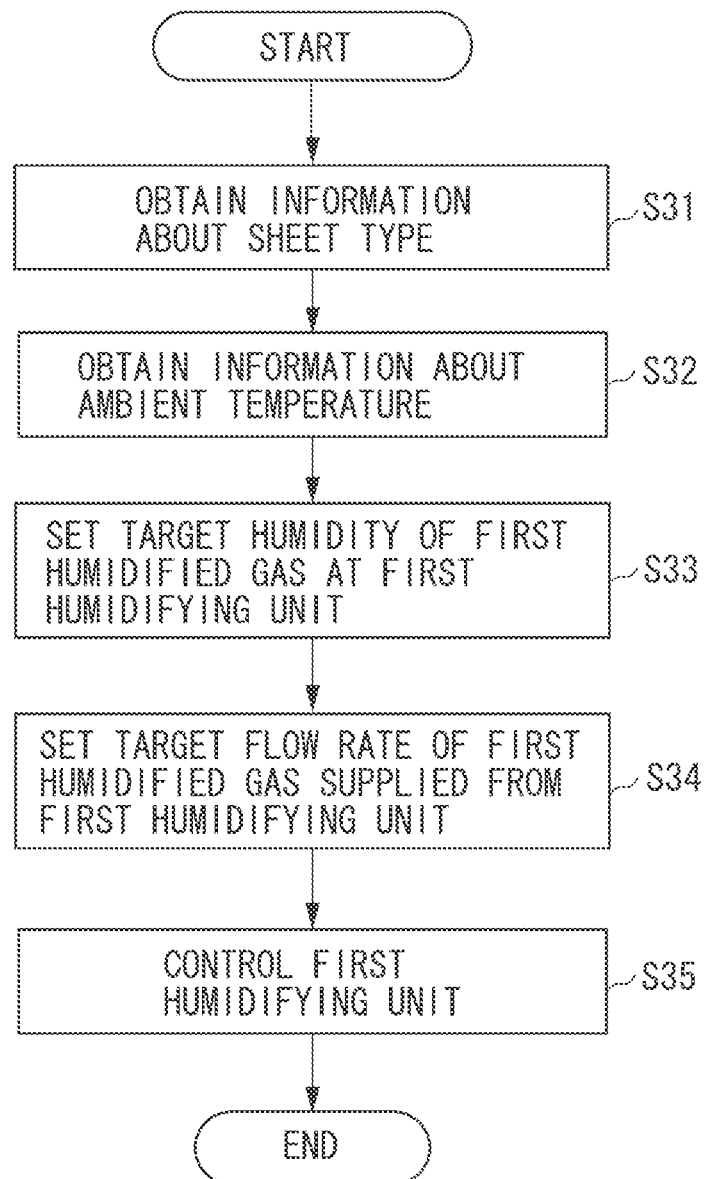 START
OBTAIN INFORMATION
ABOUT SHEET TYPE
S31
OBTAIN INFORMATION ABOUT
AMBIENT TEMPERATURE
S32
SET TARGET HUMIDITY OF FIRST
HUMIDIFIED GAS AT FIRST
HUMIDIFYING UNIT
S33
SET TARGET FLOW RATE OF FIRST
HUMIDIFIED GAS SUPPLIED FROM
FIRST HUMIDIFYING UNIT
S34
CONTROL FIRST
HUMIDIFYING UNIT
S35
END